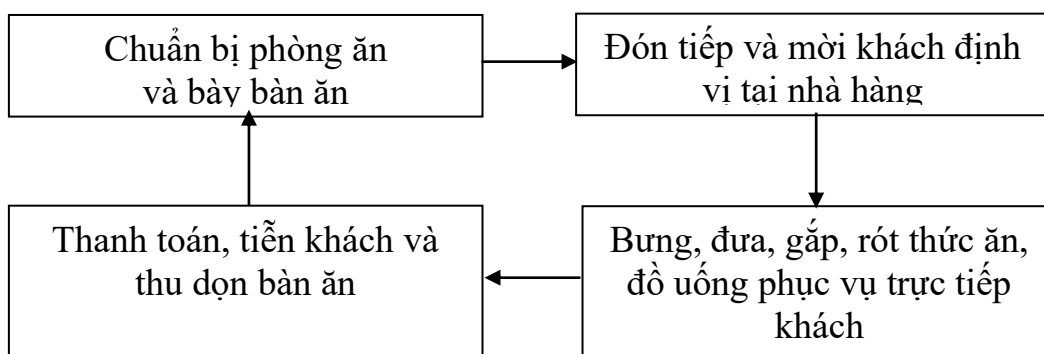 Chuẩn bị phòng ăn
và bày bàn ăn
Đón tiếp và mời khách định
vị tại nhà hàng
Bưng, đưa, gắp, rót thức ăn,
đồ uống phục vụ trực tiếp
khách
Thanh toán, tiễn khách và
thu dọn bàn ăn